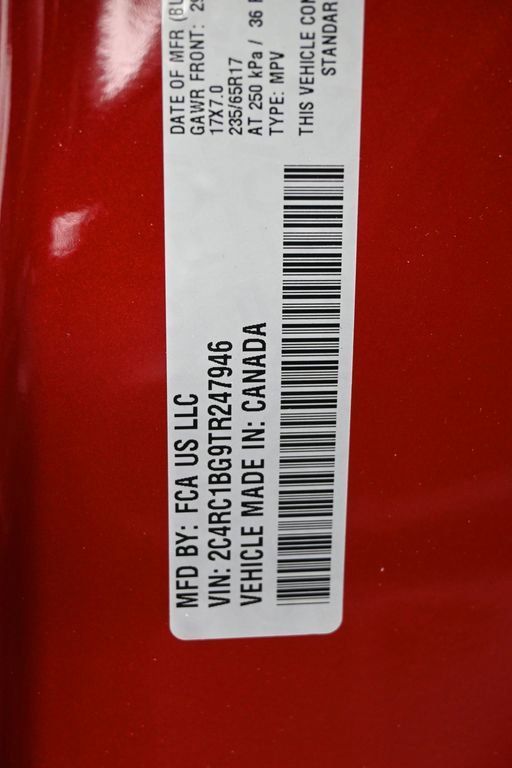 MFD BY: FCA US LLC
VIN: 2C4RC1BG9TR247946
VEHICLE MADE IN: CANADA
DATE OF MFR
GAWR FRONT:
17X7.0
235/65R17
AT 250 kPa / 36
TYPE: MPV
THIS VEHICLE
STANDAR